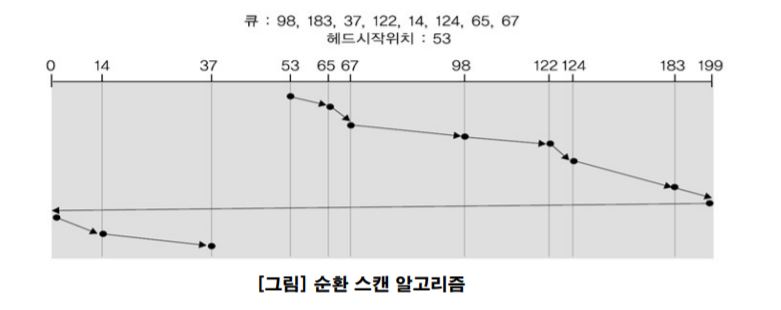 큐 : 98, 183, 37, 122, 14, 124, 65, 67
헤드시작위치 : 53
0 14 37 53 65 67 98 122 124 183 199
[그림] 순환 스캔 알고리즘